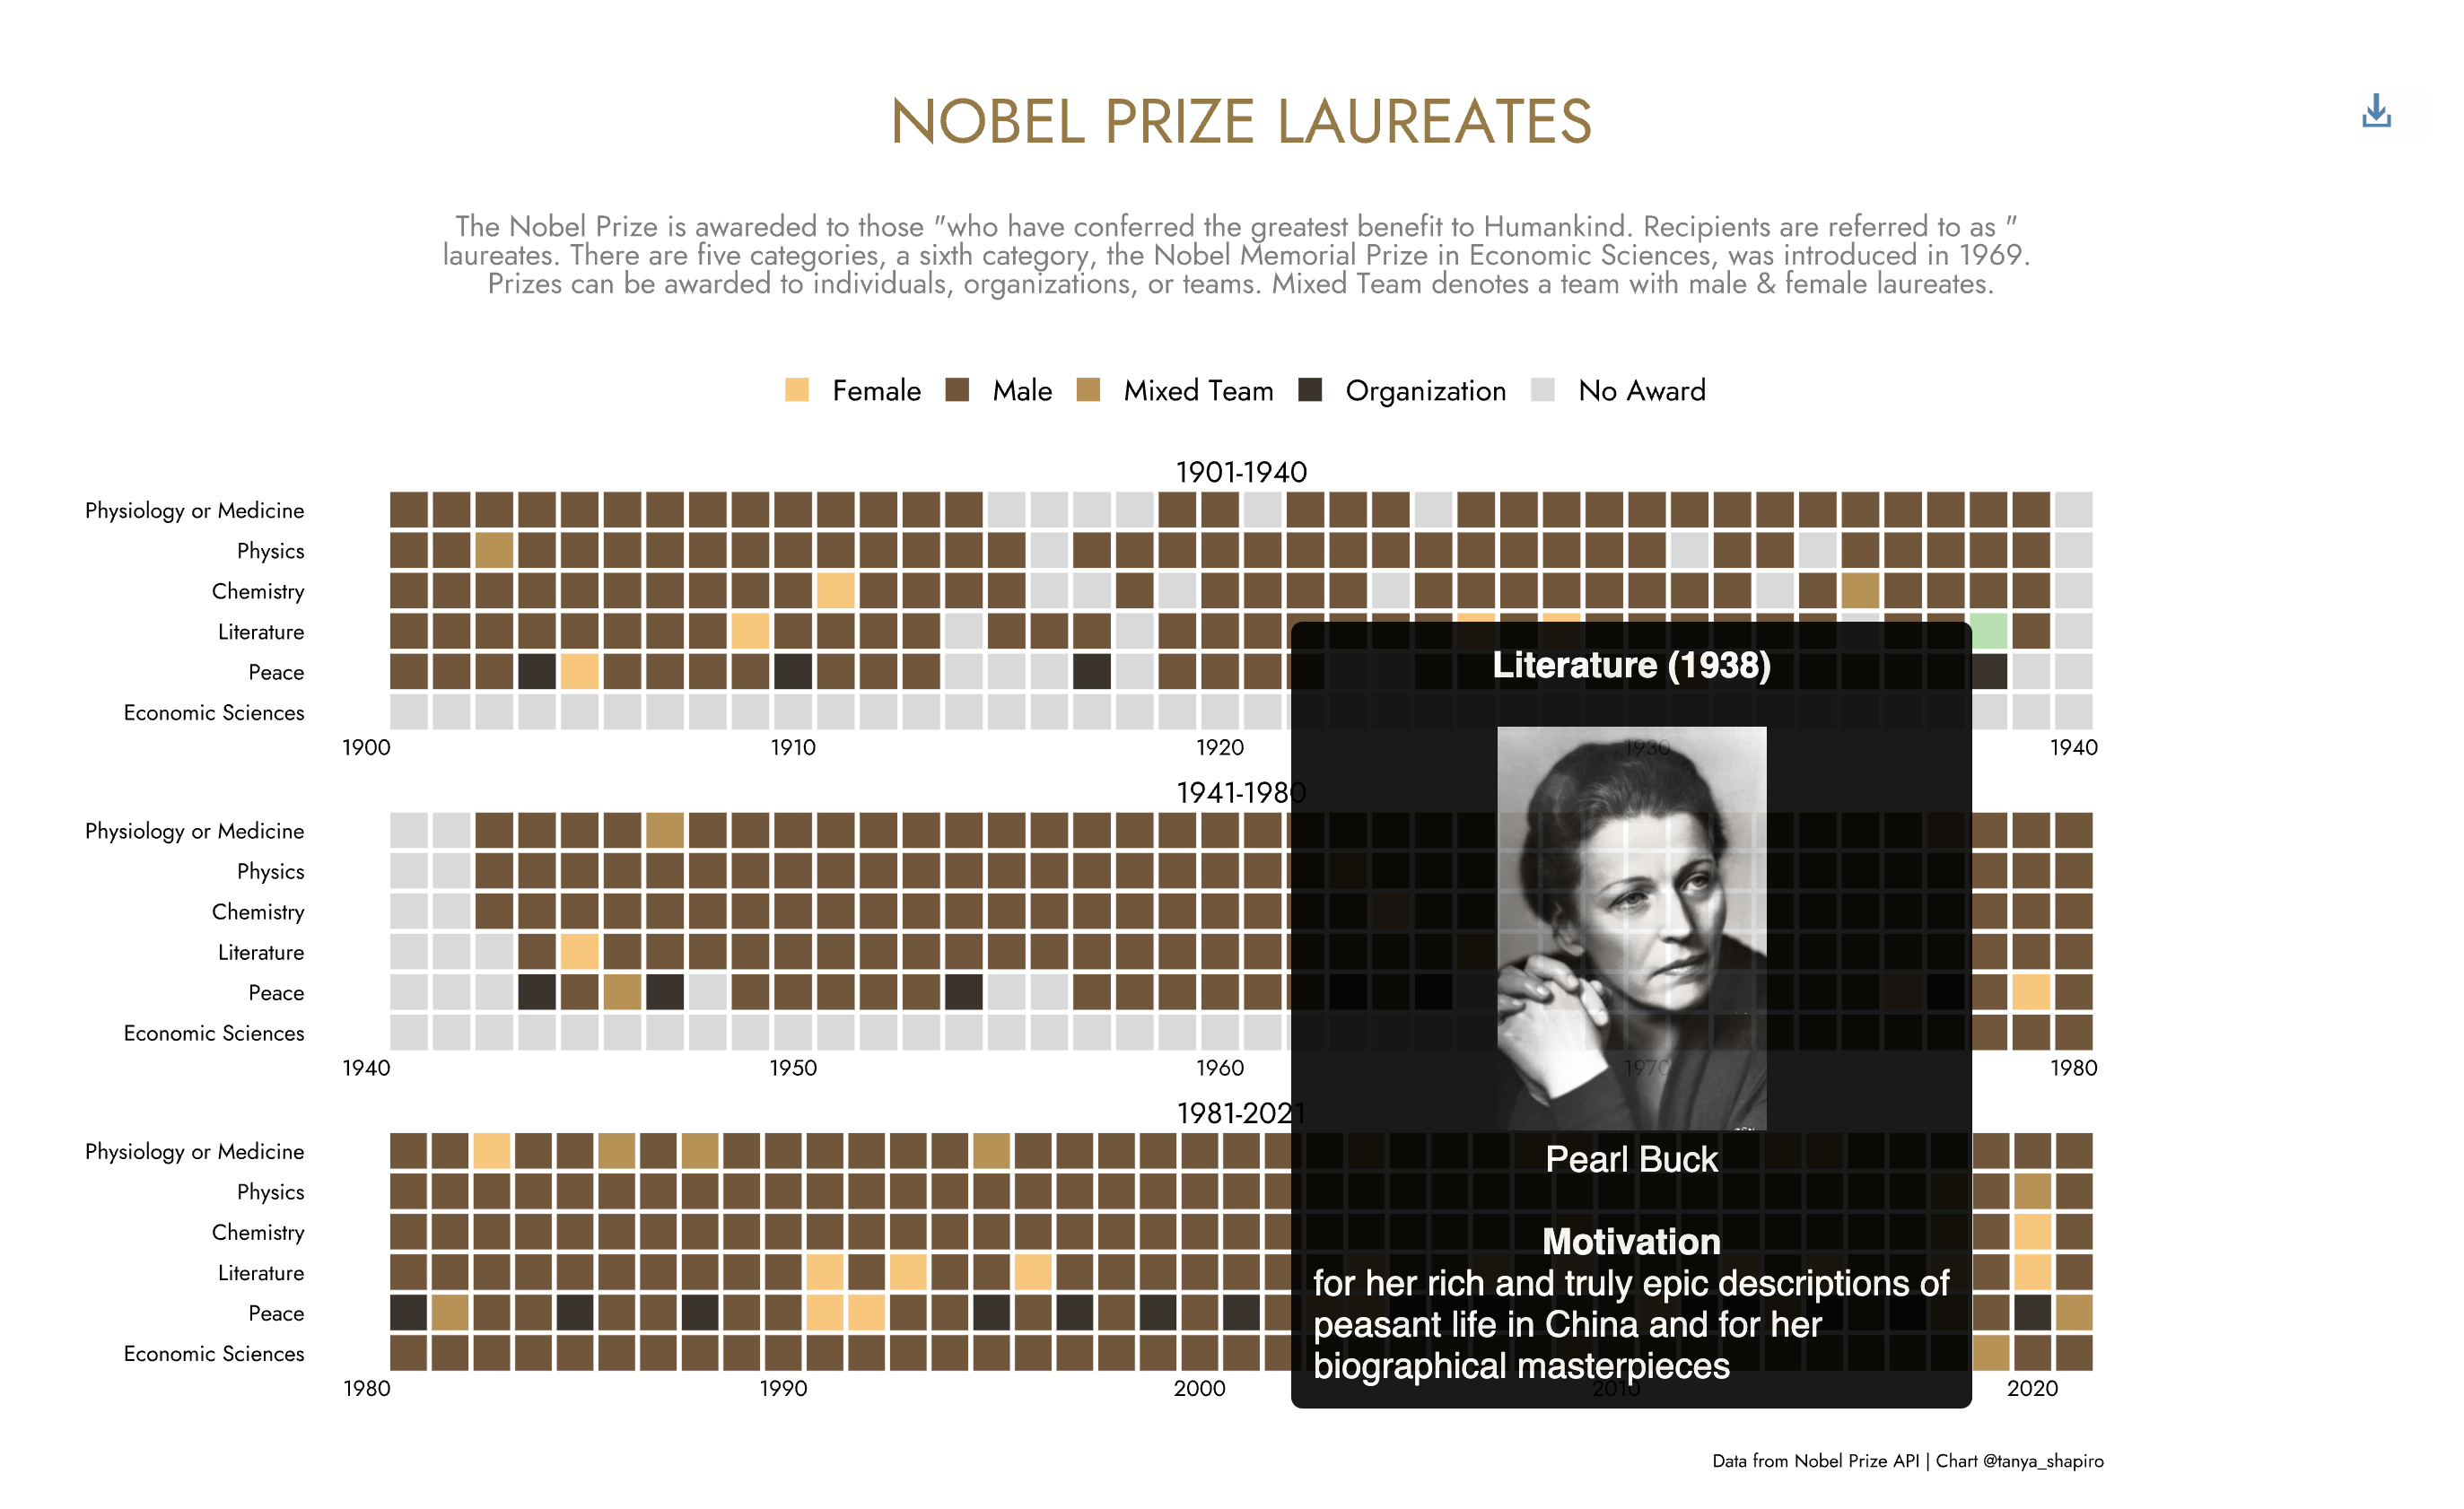 NOBEL PRIZE LAUREATES
The Nobel Prize is awareded to those "who have conferred the greatest benefit to Humankind. Recipients are referred to as "
laureates. There are five categories, a sixth category, the Nobel Memorial Prize in Economic Sciences, was introduced in 1969.
Prizes can be awarded to individuals, organizations, or teams. Mixed Team denotes a team with male & female laureates.
Female Male Mixed Team Organization No Award
1901-1940
Physiology or Medicine
Physics
Chemistry
Literature
Peace
Economic Sciences
1900 1910 1920 1930 1940
1941-1980
Physiology or Medicine
Physics
Chemistry
Literature
Peace
Economic Sciences
1940 1950 1960 1970 1980
1981-2021
Physiology or Medicine
Physics
Chemistry
Literature
Peace
Economic Sciences
1980 1990 2000 2010 2020
Literature (1938)
Pearl Buck
Motivation
for her rich and truly epic descriptions of
peasant life in China and for her
biographical masterpieces
Data from Nobel Prize API | Chart @tanya_shapiro